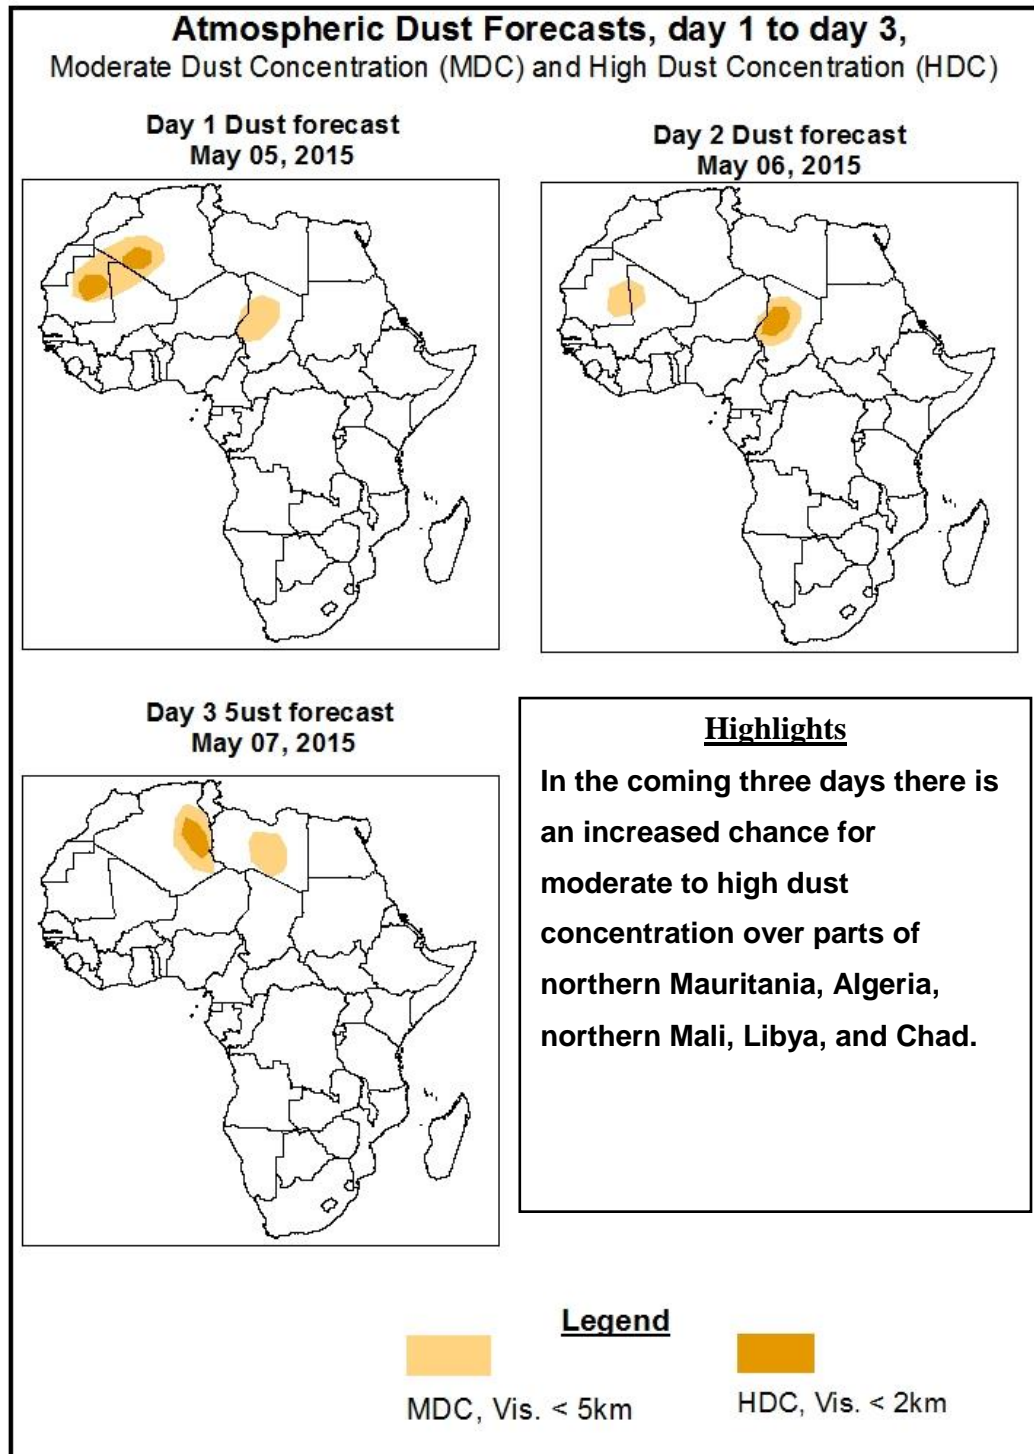 Atmospheric Dust Forecasts, day 1 to day 3,
Moderate Dust Concentration (MDC) and High Dust Concentration (HDC)
Day 1 Dust forecast
May 05, 2015
Day 2 Dust forecast
May 06, 2015
Day 3 5ust forecast
May 07, 2015
Highlights
In the coming three days there is
an increased chance for
moderate to high dust
concentration over parts of
northern Mauritania, Algeria,
northern Mali, Libya, and Chad.
Legend
MDC, Vis. < 5km
HDC, Vis. < 2km